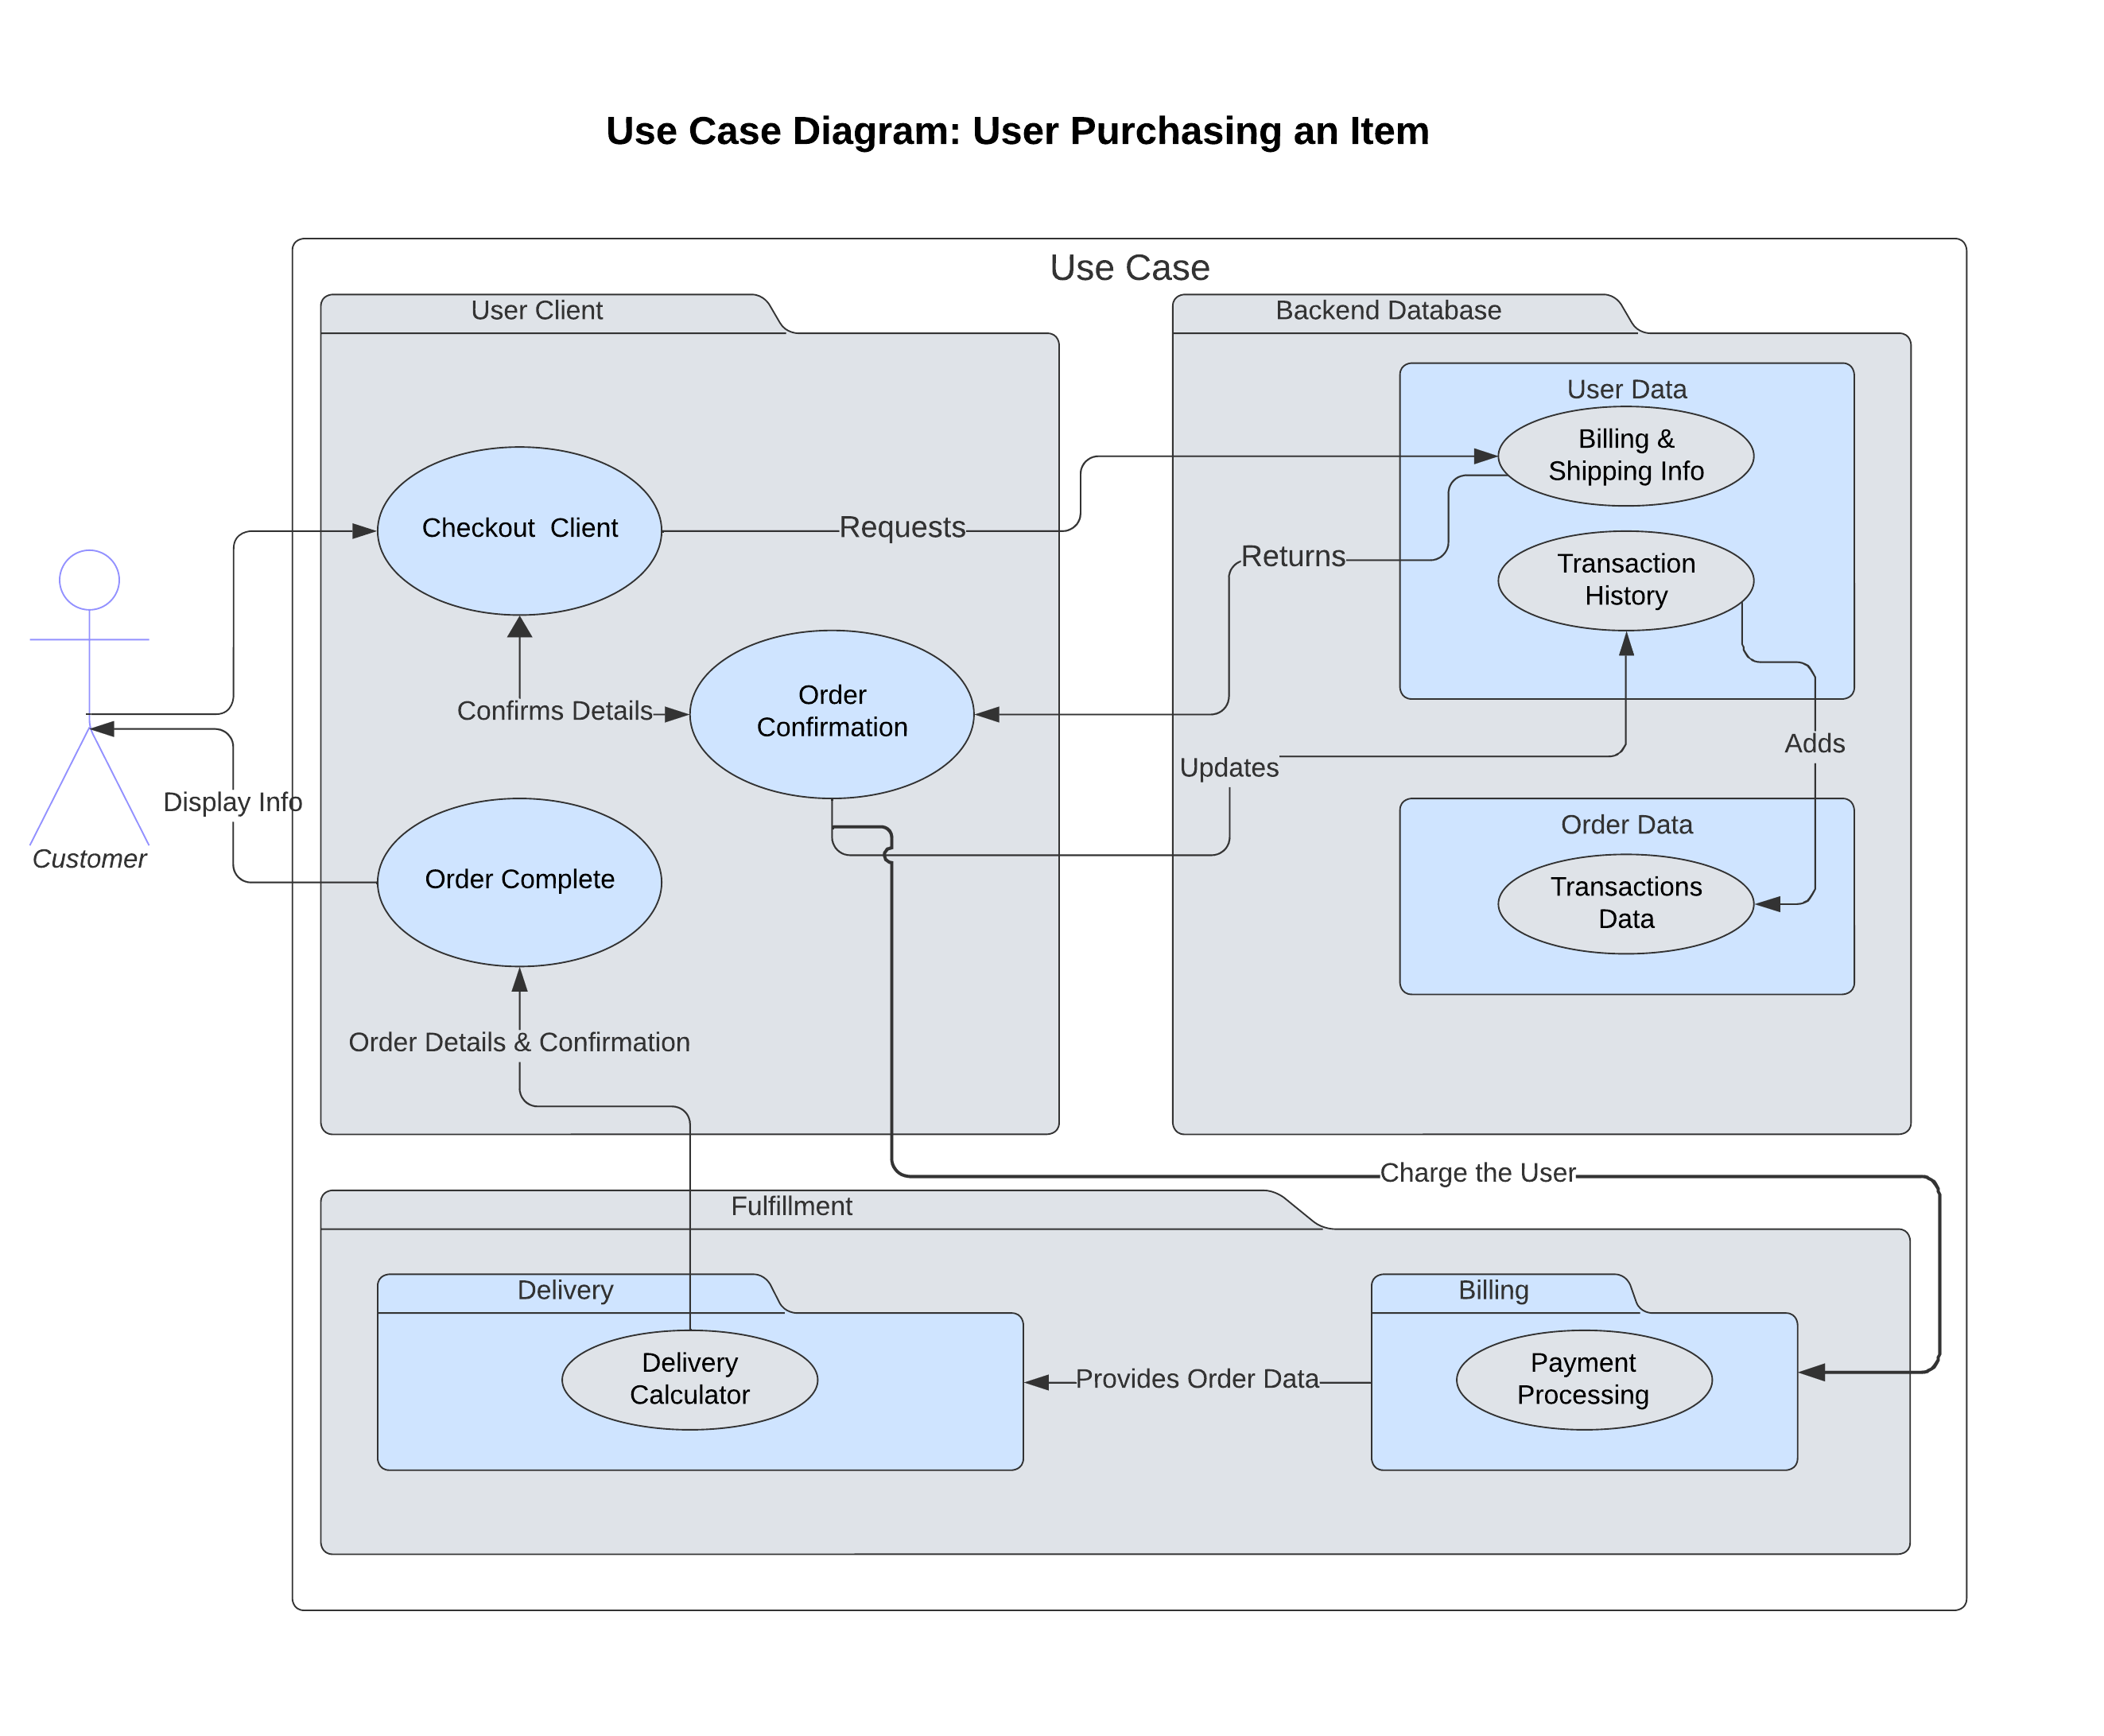 Use Case Diagram: User Purchasing an Item
Use Case
User Client
Backend Database
User Data
Billing &
Shipping Info
Checkout  Client
Requests
Returns
Transaction
History
Order
Confirmation
Confirms Details
Updates
Adds
Display Info
Customer
Order Complete
Order Data
Transactions
Data
Order Details & Confirmation
Charge the User
Fulfillment
Delivery
Billing
Delivery
Calculator
Provides Order Data
Payment
Processing